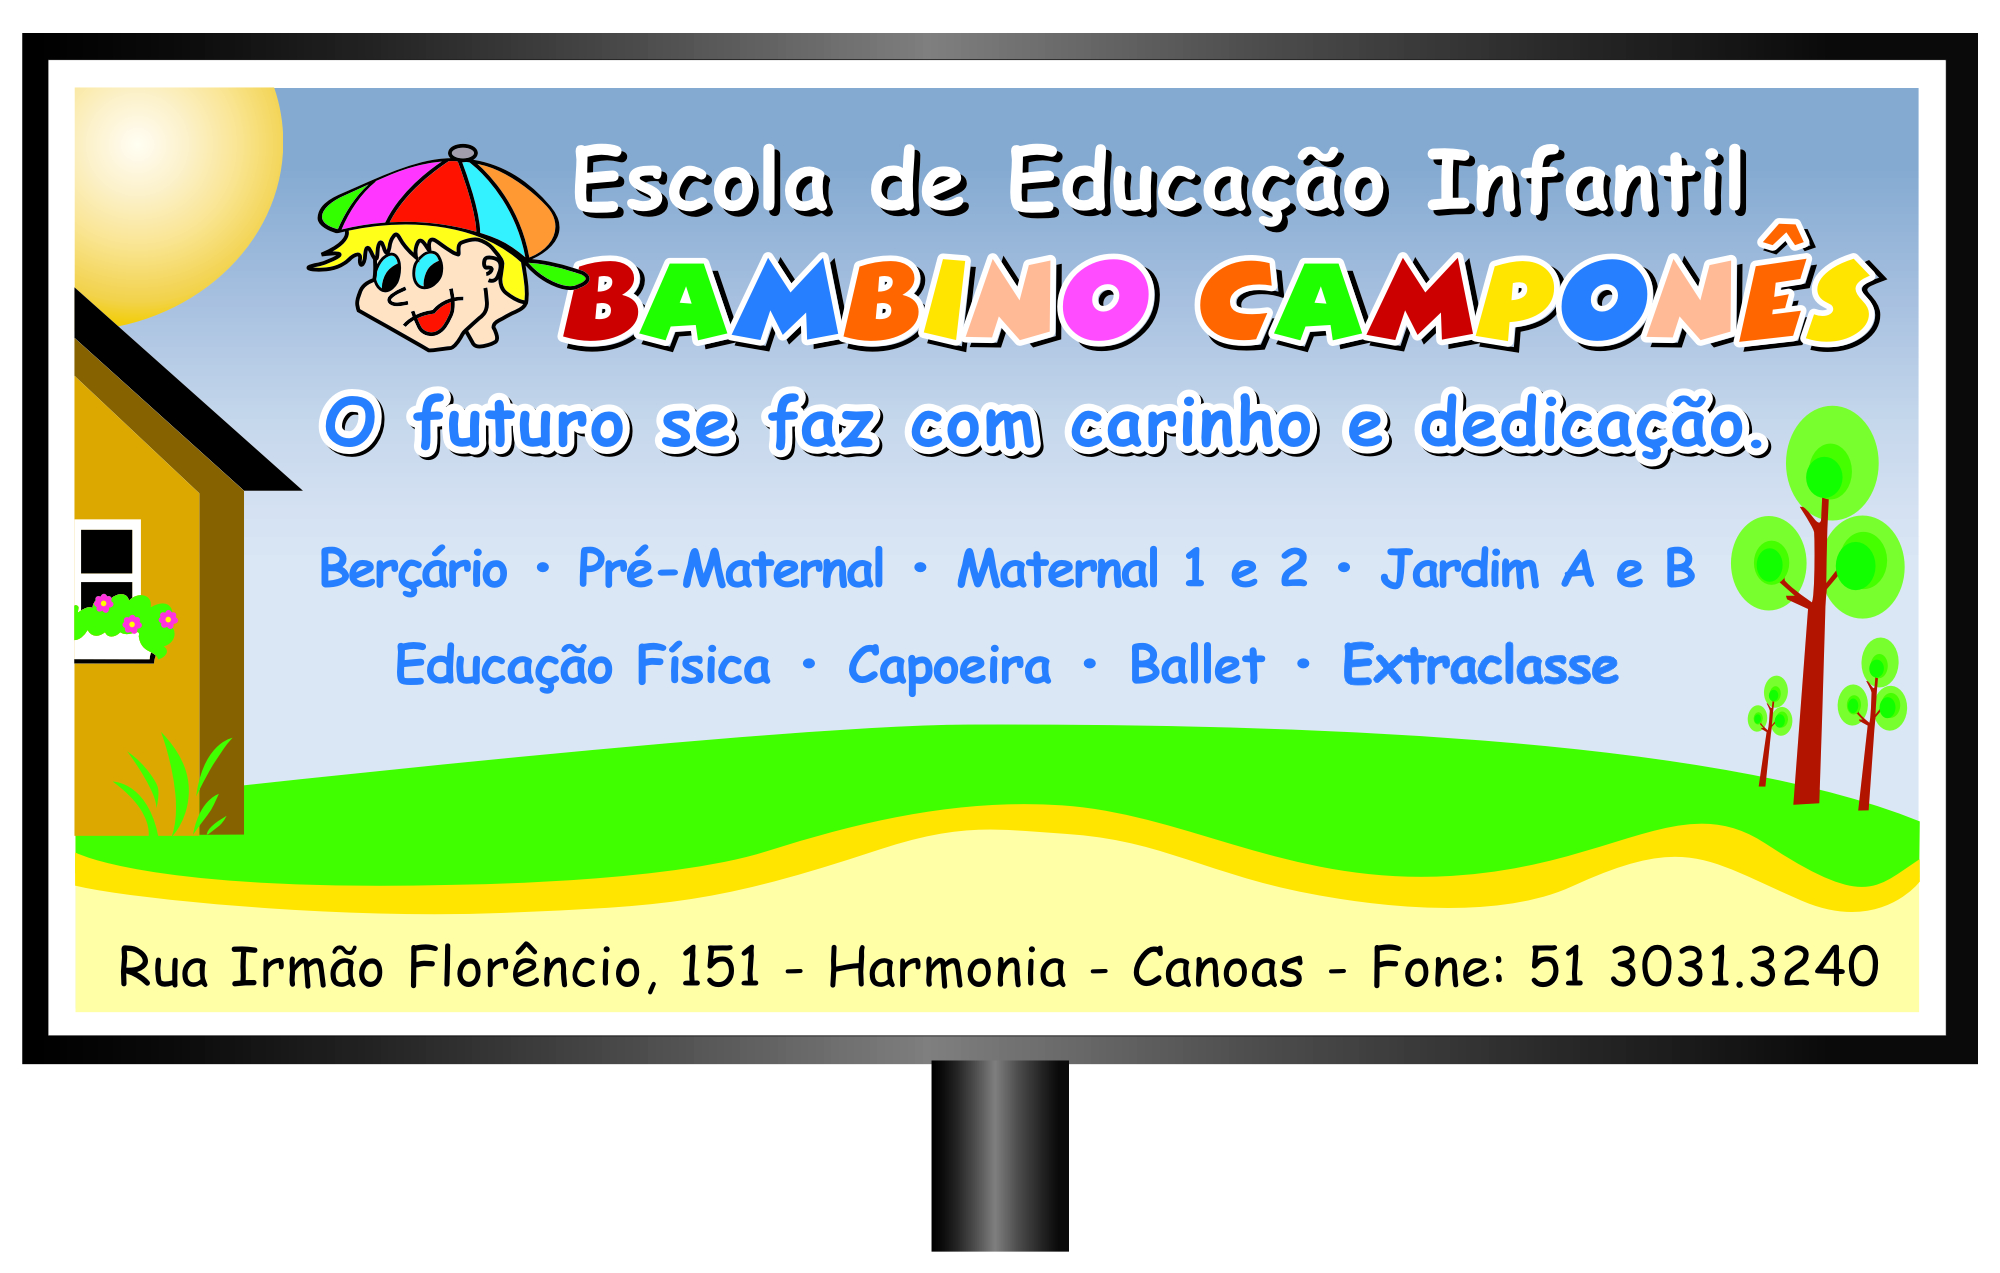 Escola de Educação Infantil
BAMBINO CAMPONÊS
O futuro se faz com carinho e dedicação.
Berçário • Pré-Maternal • Maternal 1 e 2 • Jardim A e B
Educação Física • Capoeira • Ballet • Extraclasse
Rua Irmão Florêncio, 151 - Harmonia - Canoas - Fone: 51 3031.3240